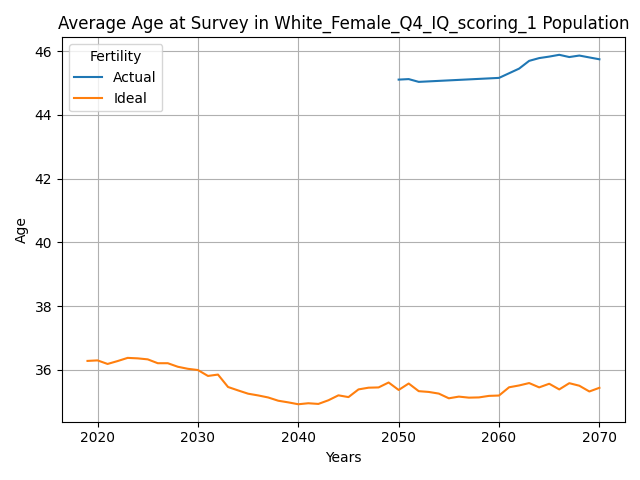 Average Age at Survey in White_Female_Q4_IQ_scoring_1 Population
Fertility
Actual
Ideal
46
44
42
40
38
36
Age
2020
2030
2040
2050
2060
2070
Years